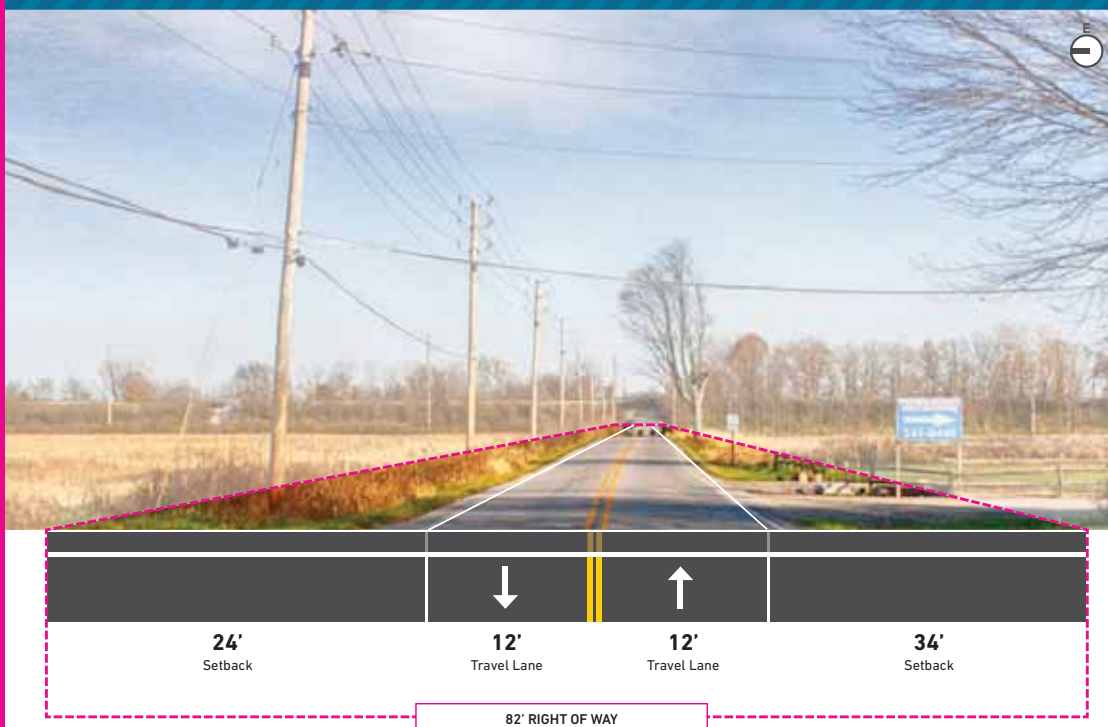 E
24’
Setback
12’
Travel Lane
12’
Travel Lane
34’
Setback
82’ RIGHT OF WAY